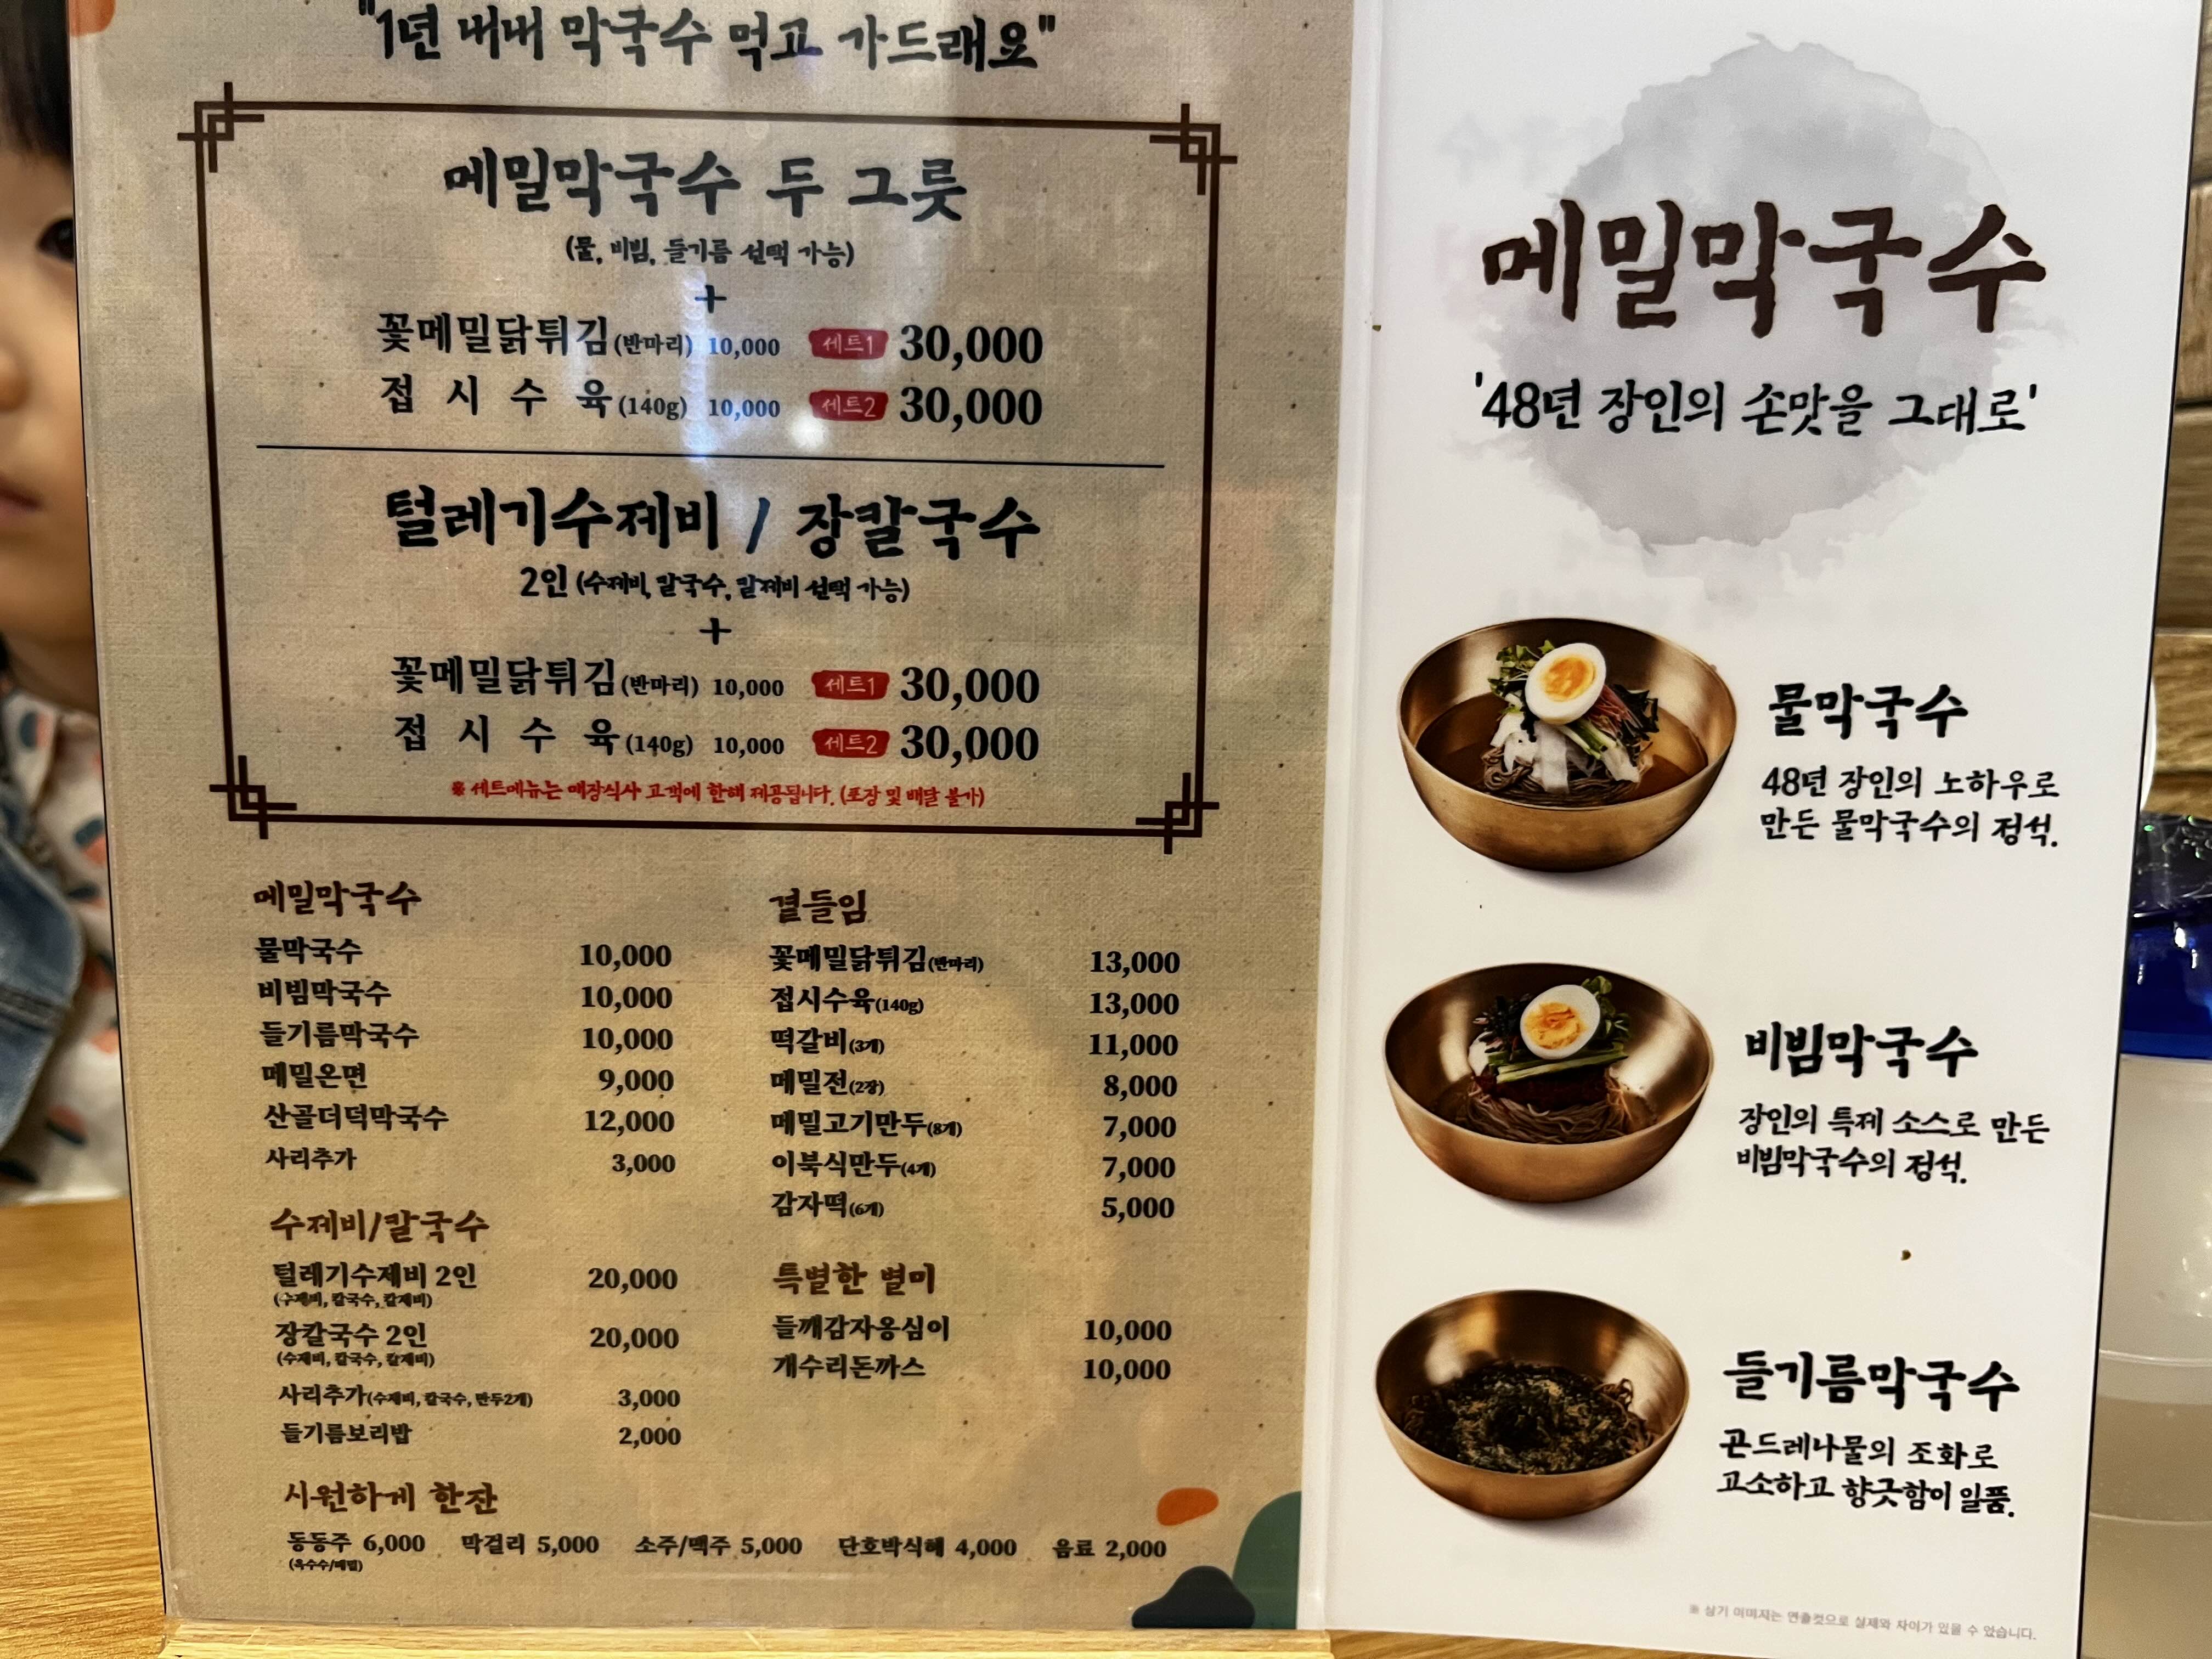 "1년 내내 막국수 먹고 가드래요"
메밀막국수 두 그릇
(물, 비빔, 들기름 선택 가능)
+
꽃메밀닭튀김(반마리) 10,000 세트1 30,000
접시수육(140g) 10,000 세트2 30,000
털레기수제비 / 장칼국수
2인 (수제비, 칼국수, 칼제비 선택 가능)
+
꽃메밀닭튀김(반마리) 10,000 세트1 30,000
접시수육(140g) 10,000 세트2 30,000
※ 세트메뉴는 매장식사 고객에 한해 제공됩니다. (포장 및 배달 불가)
메밀막국수
물막국수 10,000
비빔막국수 10,000
들기름막국수 10,000
메밀온면 9,000
산골더덕막국수 12,000
사리추가 3,000
수제비/칼국수
털레기수제비 2인 20,000
(수제비, 칼국수, 칼제비)
장칼국수 2인 20,000
(수제비, 칼국수, 칼제비)
사리추가(수제비, 칼국수, 만두2개) 3,000
들기름보리밥 2,000
곁들임
꽃메밀닭튀김(반마리) 13,000
접시수육(140g) 13,000
떡갈비(3개) 11,000
메밀전(2장) 8,000
메밀고기만두(8개) 7,000
이북식만두(4개) 7,000
감자떡(6개) 5,000
특별한 별미
들깨감자옹심이 10,000
개수리돈까스 10,000
시원하게 한잔
동동주 6,000 막걸리 5,000 소주/맥주 5,000 단호박식혜 4,000 음료 2,000
(옥수수/메밀)
메밀막국수
'48년 장인의 손맛을 그대로'
물막국수
48년 장인의 노하우로
만든 물막국수의 정석.
비빔막국수
장인의 특제 소스로 만든
비빔막국수의 정석.
들기름막국수
곤드레나물의 조화로
고소하고 향긋함이 일품.
※ 상기 이미지는 연출컷으로 실제와 차이가 있을 수 있습니다.